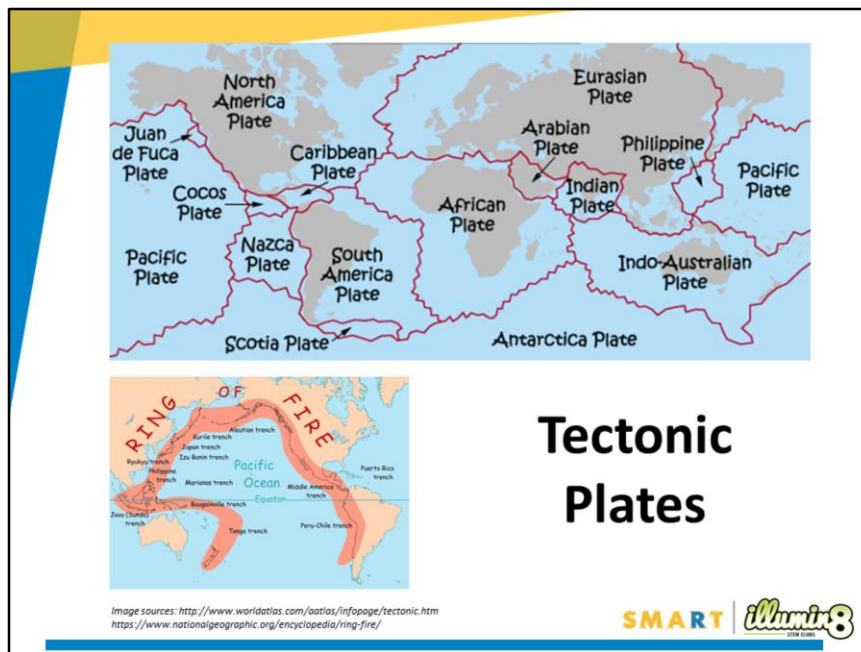 North
America
Plate
Eurasian
Plate
Juan
de Fuca
Plate
Caribbean
Plate
Arabian
Plate
Philippine
Plate
Cocos
Plate
African
Plate
Indian
Plate
Pacific
Plate
Pacific
Plate
Nazca
Plate
South
America
Plate
Indo-Australian
Plate
Scotia Plate
Antarctica Plate
RING OF FIRE
Aleutian trench
Kurile trench
Japan trench
Izu Bonin trench
Ryukyu trench
Philippine
trench
Marianas trench
Pacific
Ocean
Equator
Puerto Rico
trench
Middle America
trench
Java (Sunda)
trench
Bougainville trench
Tonga trench
Peru-Chile trench
Tectonic
Plates
Image sources: http://www.worldatlas.com/aatlas/infopage/tectonic.htm
https://www.nationalgeographic.org/encyclopedia/ring-fire/
SMART
illumin8
STEM CLUBS